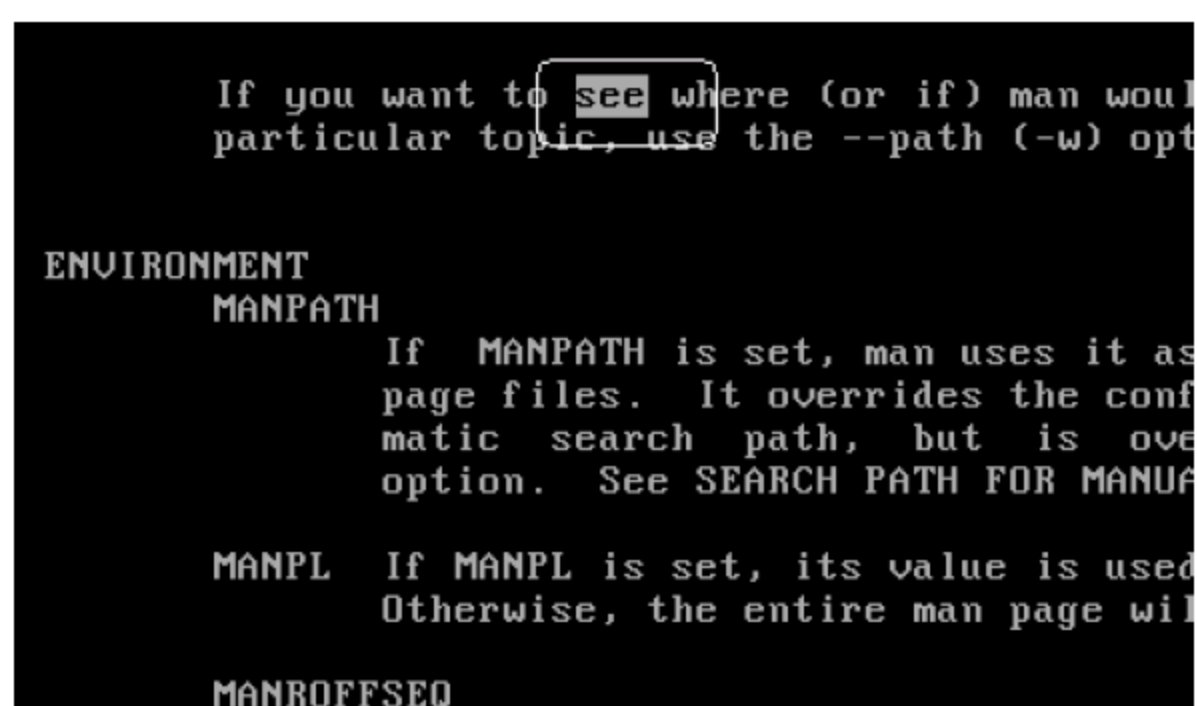 If you want to see where (or if) man woul
particular topic, use the --path (-w) opt
ENVIRONMENT
MANPATH
If  MANPATH is set, man uses it as
page files.  It overrides the conf
matic  search  path,  but  is  ove
option.  See SEARCH PATH FOR MANUA
MANPL  If MANPL is set, its value is used
Otherwise, the entire man page wil
MANROFFSEQ